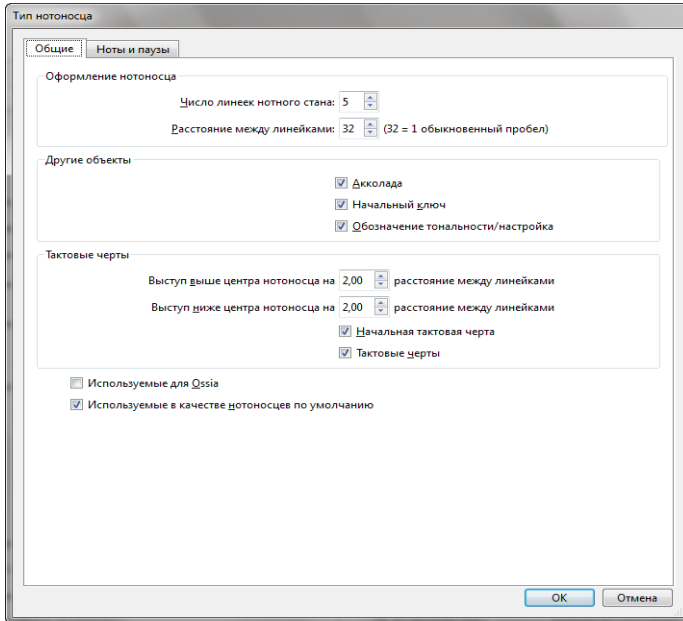 Тип нотоносца
Общие
Ноты и паузы
Оформление нотоносца
Число линеек нотного стана: 5
Расстояние между линейками: 32 (32 = 1 обыкновенный пробел)
Другие объекты
Акколада
Начальный ключ
Обозначение тональности/настройка
Тактовые черты
Выступ выше центра нотоносца на 2,00 расстояние между линейками
Выступ ниже центра нотоносца на 2,00 расстояние между линейками
Начальная тактовая черта
Тактовые черты
Используемые для Ossia
Используемые в качестве нотоносцев по умолчанию
OK
Отмена